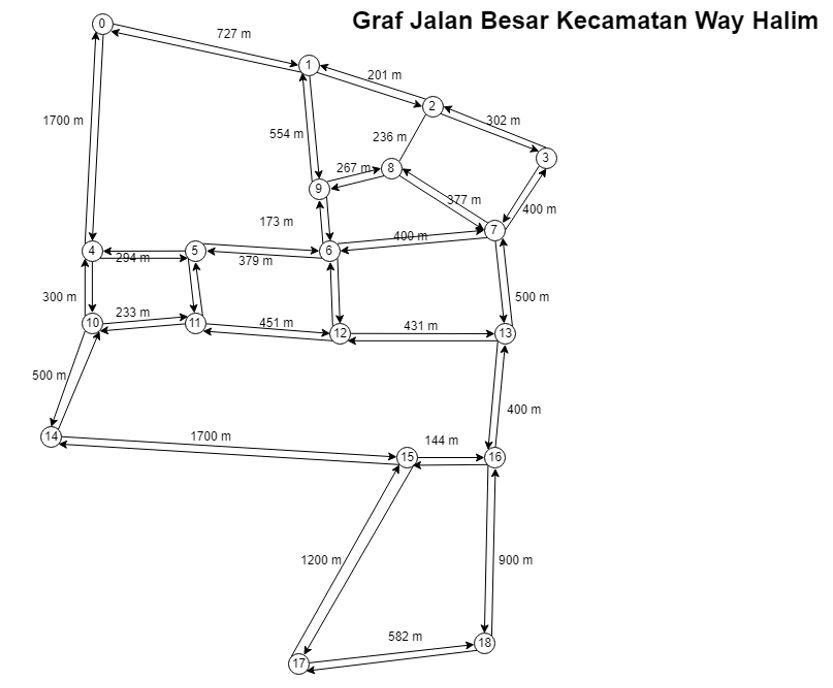 Graf Jalan Besar Kecamatan Way Halim
0
727 m
1
201 m
2
302 m
3
1700 m
554 m
236 m
267 m
8
9
377 m
400 m
173 m
7
400 m
4
294 m
5
379 m
6
300 m
500 m
10
233 m
11
451 m
12
431 m
13
500 m
400 m
14
1700 m
15
144 m
16
1200 m
900 m
582 m
17
18